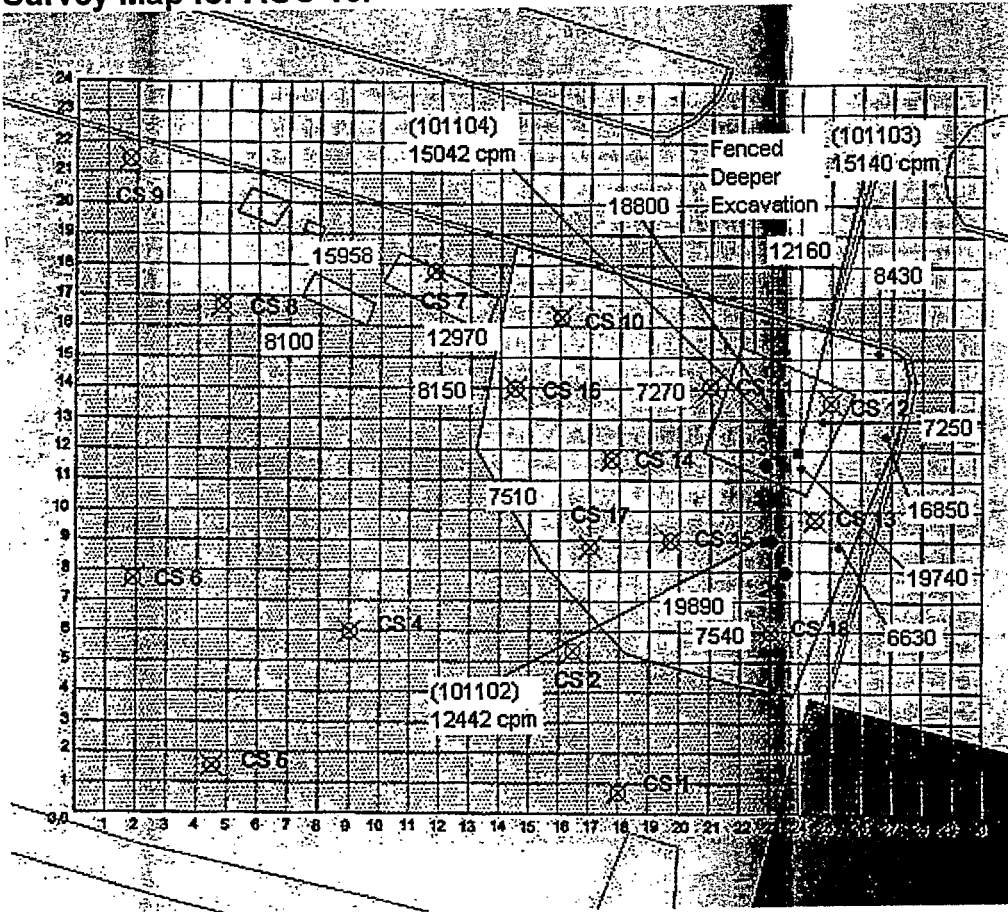 24
23
(101104)
(101103)
22
15042 cpm
Fenced
15140 cpm
21
Deeper
CS 9
20
18800
Excavation
19
12160
18
15958
8430
17
CS 8
CS 7
16
8100
12970
CS 10
15
14
8150
CS 16
7270
CS 12
13
7250
12
11
CS 14
10
7510
16850
9
CS 17
CS 15
CS 13
8
CS 6
19740
7
19890
6
CS 4
7540
CS 18
6630
5
CS 2
4
(101102)
3
12442 cpm
2
CS 5
1
CS 1
1 2 3 4 5 6 7 8 9 10 11 12 13 14 15 16 17 18 19 20 21 22